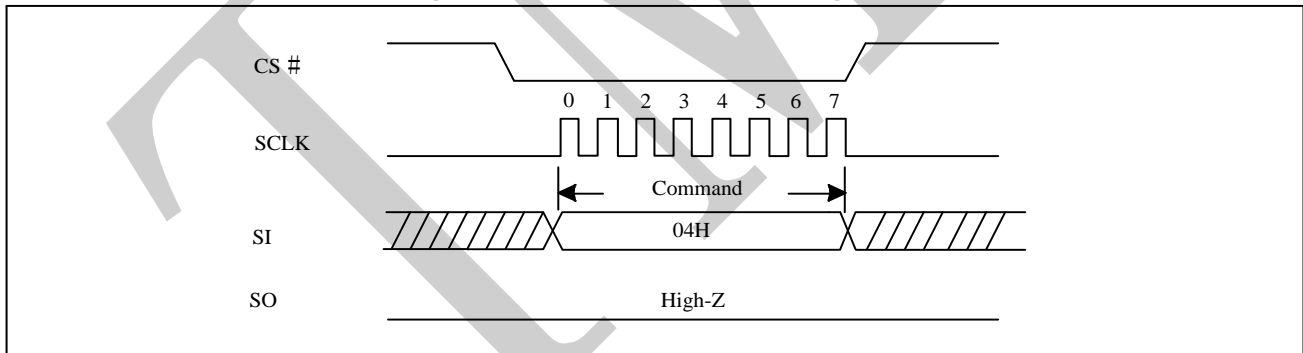 CS #
0 1 2 3 4 5 6 7
SCLK
Command
SI
04H
SO
High-Z